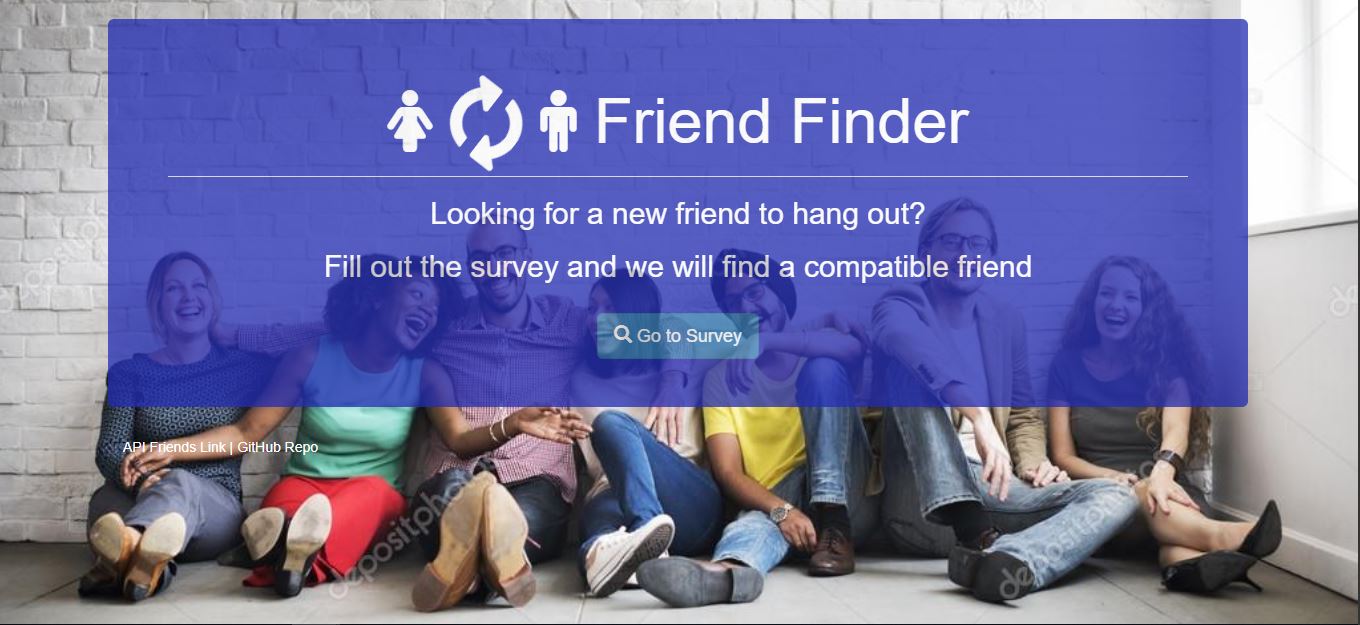 Friend Finder
Looking for a new friend to hang out?
Fill out the survey and we will find a compatible friend
Go to Survey
API Friends Link | GitHub Repo
depositphotos